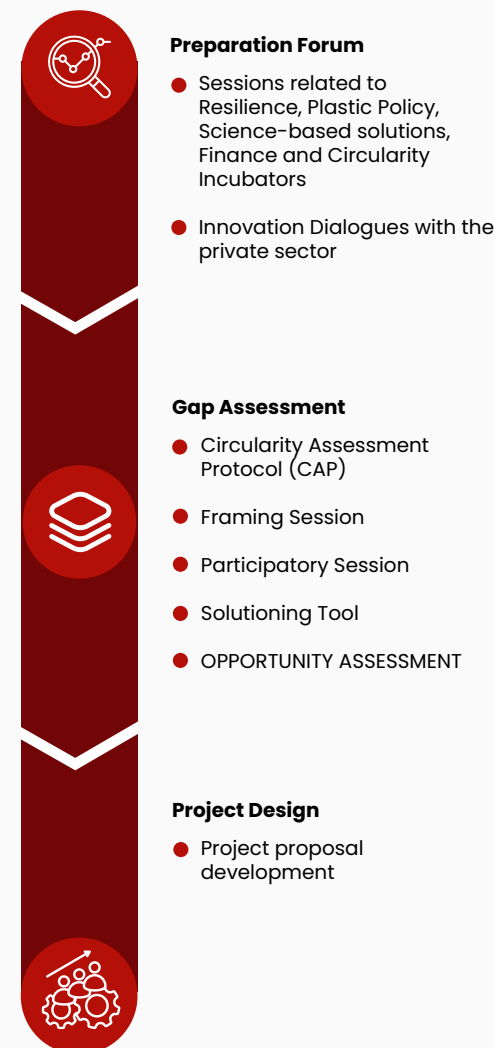 Preparation Forum
Sessions related to
Resilience, Plastic Policy,
Science-based solutions,
Finance and Circularity
Incubators
Innovation Dialogues with the
private sector
Gap Assessment
Circularity Assessment
Protocol (CAP)
Framing Session
Participatory Session
Solutioning Tool
OPPORTUNITY ASSESSMENT
Project Design
Project proposal
development